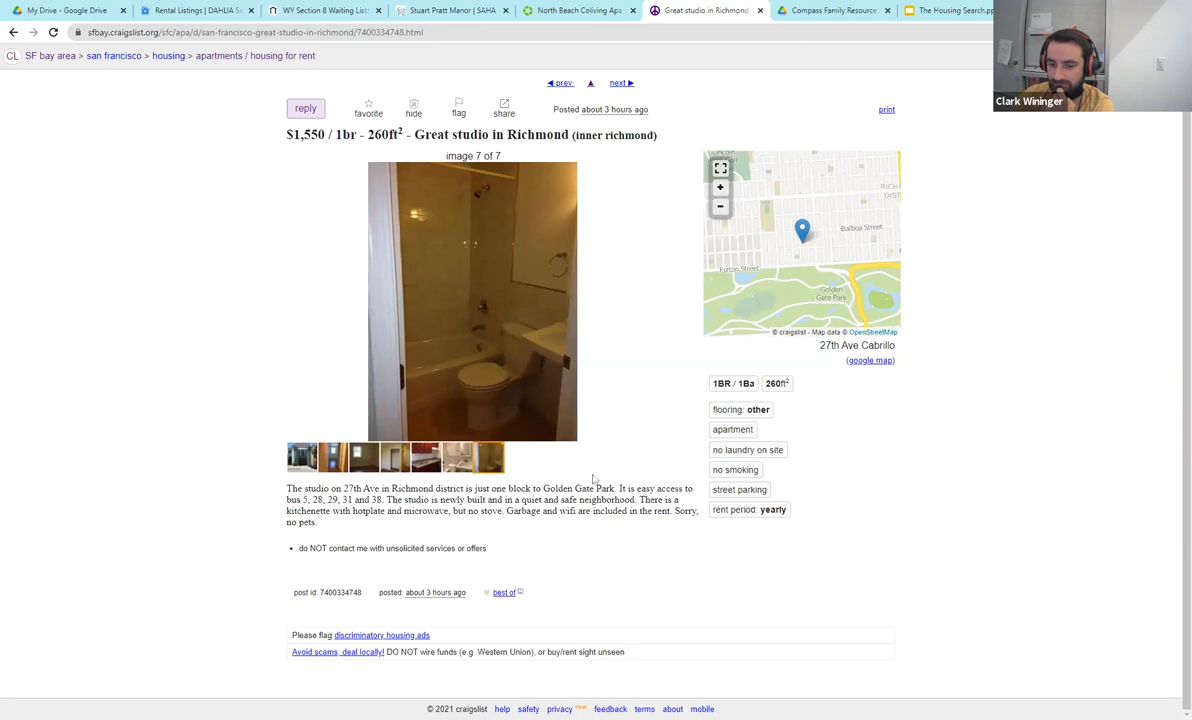 My Drive - Google Drive
Rental Listings | DAHLIA Sa
WY Section 8 Waiting List:
Stuart Pratt Manor | SAHA
North Beach Coliving Apa
Great studio in Richmond
Compass Family Resource
The Housing Search.pp
sfbay.craigslist.org/sfc/apa/d/san-francisco-great-studio-in-richmond/7400334748.html
CL SF bay area > san francisco > housing > apartments / housing for rent
Clark Wininger
◀ prev ▲ next ▶
reply
favorite
hide
flag
share
Posted about 3 hours ago
print
$1,550 / 1br - 260ft2 - Great studio in Richmond (inner richmond)
image 7 of 7
+
−
Balboa Street
Fulton Street
Golden
Gate Park
© craigslist - Map data © OpenStreetMap
27th Ave Cabrillo
(google map)
1BR / 1Ba 260ft2
flooring: other
apartment
no laundry on site
no smoking
street parking
rent period: yearly
The studio on 27th Ave in Richmond district is just one block to Golden Gate Park. It is easy access to
bus 5, 28, 29, 31 and 38. The studio is newly built and in a quiet and safe neighborhood. There is a
kitchenette with hotplate and microwave, but no stove. Garbage and wifi are included in the rent. Sorry,
no pets.
• do NOT contact me with unsolicited services or offers
post id: 7400334748 posted: about 3 hours ago best of
Please flag discriminatory housing ads
Avoid scams, deal locally! DO NOT wire funds (e.g. Western Union), or buy/rent sight unseen
© 2021 craigslist help safety privacy new feedback terms about mobile